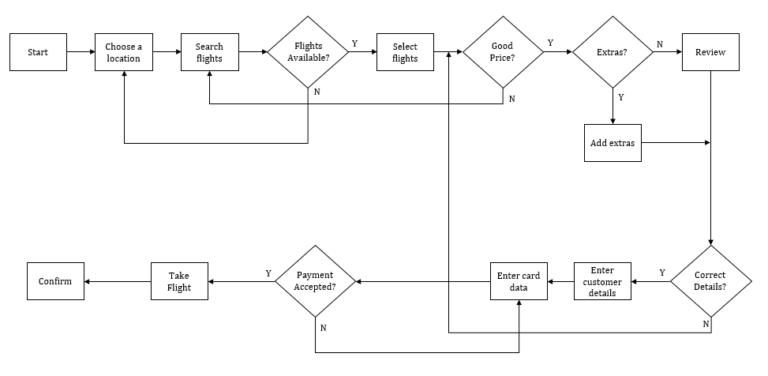 Start
Choose a
location
Search
flights
Flights
Available?
Y
N
Select
flights
Good
Price?
Y
N
Extras?
N
Y
Review
Add extras
Confirm
Take
Flight
Y
Payment
Accepted?
N
Enter card
data
Enter
customer
details
Y
Correct
Details?
N